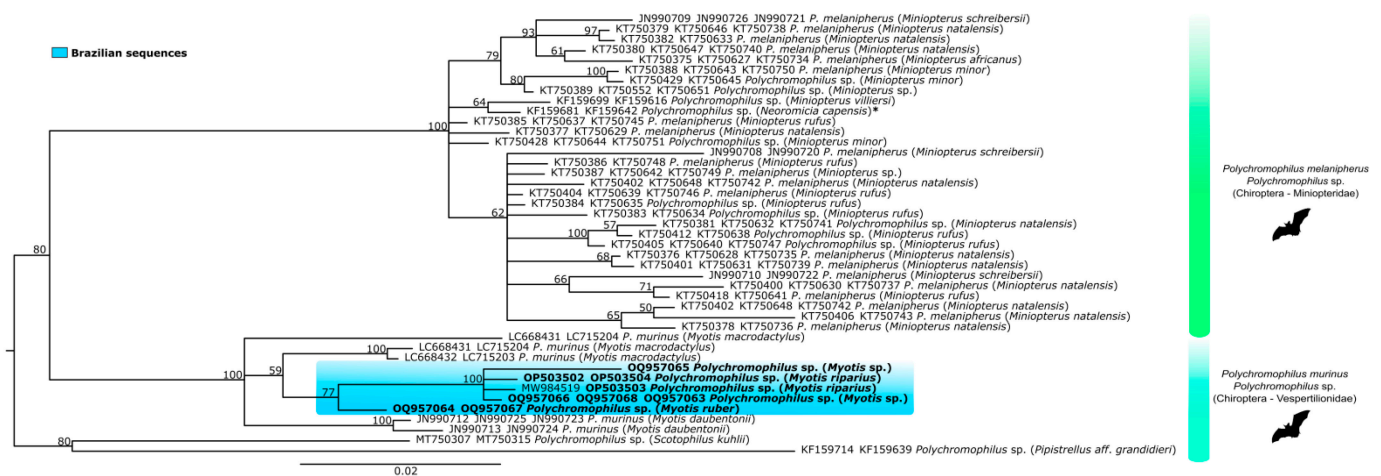 JN990709 JN990726 JN990721 P. melanipherus (Miniopterus schreibersii)
97 KT750379 KT750646 KT750738 P. melanipherus (Miniopterus natalensis)
93
KT750382 KT750633 P. melanipherus (Miniopterus natalensis)
Brazilian sequences
79
KT750380 KT750647 KT750740 P. melanipherus (Miniopterus natalensis)
61
KT750375 KT750627 KT750734 P. melanipherus (Miniopterus africanus)
100 KT750388 KT750643 KT750750 P. melanipherus (Miniopterus minor)
80
KT750429 KT750645 Polychromophilus sp. (Miniopterus minor)
KT750389 KT750552 KT750651 Polychromophilus sp. (Miniopterus sp.)
64 KF159699 KF159616 Polychromophilus sp. (Miniopterus villiersi)
KF159681 KF159642 Polychromophilus sp. (Neoromicia capensis)*
100
KT750385 KT750637 KT750745 P. melanipherus (Miniopterus rufus)
KT750377 KT750629 P. melanipherus (Miniopterus natalensis)
KT750428 KT750644 KT750751 Polychromophilus sp. (Miniopterus minor)
JN990708 JN990720 P. melanipherus (Miniopterus schreibersii)
KT750386 KT750748 P. melanipherus (Miniopterus rufus)
KT750387 KT750642 KT750749 P. melanipherus (Miniopterus sp.)
KT750402 KT750648 KT750742 P. melanipherus (Miniopterus natalensis)
KT750404 KT750639 KT750746 P. melanipherus (Miniopterus rufus)
KT750384 KT750635 Polychromophilus sp. (Miniopterus rufus)
62
KT750383 KT750634 Polychromophilus sp. (Miniopterus rufus)
57 KT750381 KT750632 KT750741 Polychromophilus sp. (Miniopterus natalensis)
100
KT750412 KT750638 Polychromophilus sp. (Miniopterus rufus)
KT750405 KT750640 KT750747 Polychromophilus sp. (Miniopterus rufus)
68 KT750376 KT750628 KT750735 P. melanipherus (Miniopterus natalensis)
KT750401 KT750631 KT750739 P. melanipherus (Miniopterus natalensis)
80
JN990710 JN990722 P. melanipherus (Miniopterus schreibersii)
66
71 KT750400 KT750630 KT750737 P. melanipherus (Miniopterus natalensis)
KT750418 KT750641 P. melanipherus (Miniopterus rufus)
50 KT750402 KT750648 KT750742 P. melanipherus (Miniopterus natalensis)
65
KT750406 KT750743 P. melanipherus (Miniopterus natalensis)
KT750378 KT750736 P. melanipherus (Miniopterus natalensis)
Polychromophilus melanipherus
Polychromophilus sp.
(Chiroptera - Miniopteridae)
LC668431 LC715204 P. murinus (Myotis macrodactylus)
100 LC668431 LC715204 P. murinus (Myotis macrodactylus)
LC668432 LC715203 P. murinus (Myotis macrodactylus)
59
100
OQ957065 Polychromophilus sp. (Myotis sp.)
100 OP503502 OP503504 Polychromophilus sp. (Myotis riparius)
77
MW984519 OP503503 Polychromophilus sp. (Myotis riparius)
OQ957066 OQ957068 OQ957063 Polychromophilus sp. (Myotis sp.)
OQ957064 OQ957067 Polychromophilus sp. (Myotis ruber)
100 JN990712 JN990725 JN990723 P. murinus (Myotis daubentonii)
JN990713 JN990724 P. murinus (Myotis daubentonii)
80
MT750307 MT750315 Polychromophilus sp. (Scotophilus kuhlii)
KF159714 KF159639 Polychromophilus sp. (Pipistrellus aff. grandidieri)
Polychromophilus murinus
Polychromophilus sp.
(Chiroptera - Vespertilionidae)
0.02